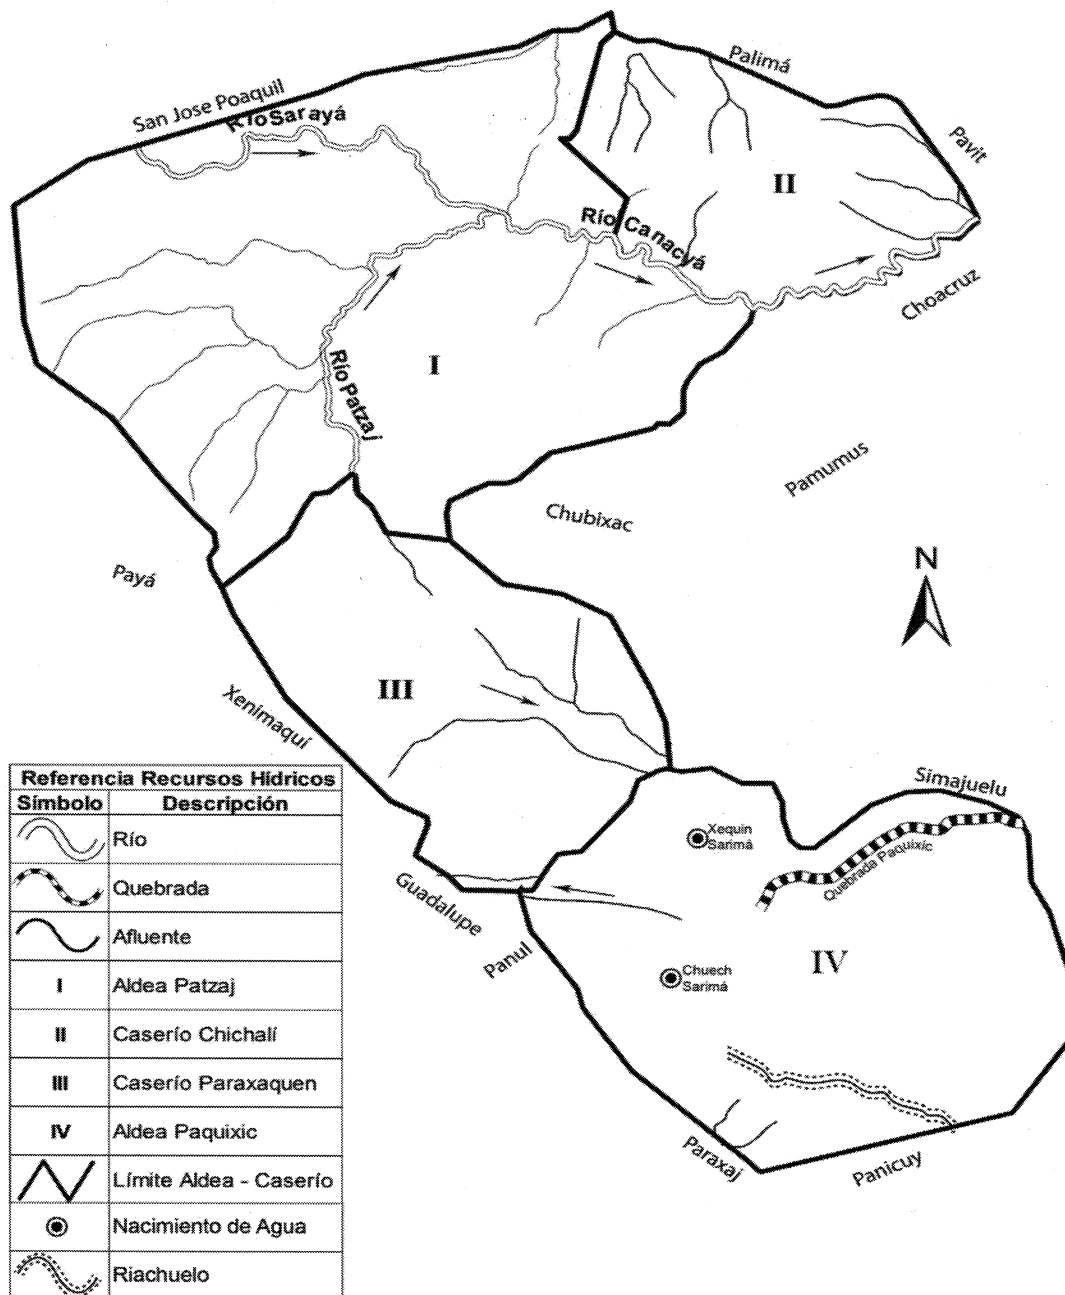 Palimá
San Jose Poaquil
Río Sarayá
Pavit
II
Río Canacyá
Choacruz
I
Río Patzaj
Pamumus
Chubixac
N
Payá
III
Xenimaquí
Simajuelu
Xequin
Sarimá
Quebrada Paquixíc
Guadalupe
Panul
IV
Chuech
Sarimá
Paraxaj
Panicuy
Referencia Recursos Hídricos
Símbolo Descripción
Río
Quebrada
Afluente
I Aldea Patzaj
II Caserío Chichalí
III Caserío Paraxaquen
IV Aldea Paquixic
Límite Aldea - Caserío
Nacimiento de Agua
Riachuelo